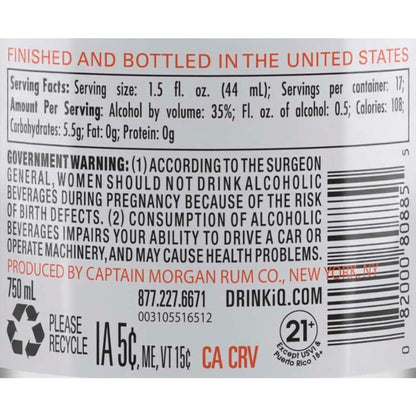 FINISHED AND BOTTLED IN THE UNITED STATES
Serving Facts: Serving size: 1.5 fl. oz. (44 mL); Servings per container: 17;
Amount Per Serving: Alcohol by volume: 35%; Fl. oz. of alcohol: 0.5; Calories: 108;
Carbohydrates: 5.5g; Fat: 0g; Protein: 0g
GOVERNMENT WARNING: (1) ACCORDING TO THE SURGEON
GENERAL, WOMEN SHOULD NOT DRINK ALCOHOLIC
BEVERAGES DURING PREGNANCY BECAUSE OF THE RISK
OF BIRTH DEFECTS. (2) CONSUMPTION OF ALCOHOLIC
BEVERAGES IMPAIRS YOUR ABILITY TO DRIVE A CAR OR
OPERATE MACHINERY, AND MAY CAUSE HEALTH PROBLEMS.
PRODUCED BY CAPTAIN MORGAN RUM CO., NEW YORK, NY
750 mL
877.227.6671 DRINKiQ.COM
003105516512
PLEASE
RECYCLE
IA 5¢, ME, VT 15¢ CA CRV
21+
Except USVI &
Puerto Rico 18+
0 82000 80885 5